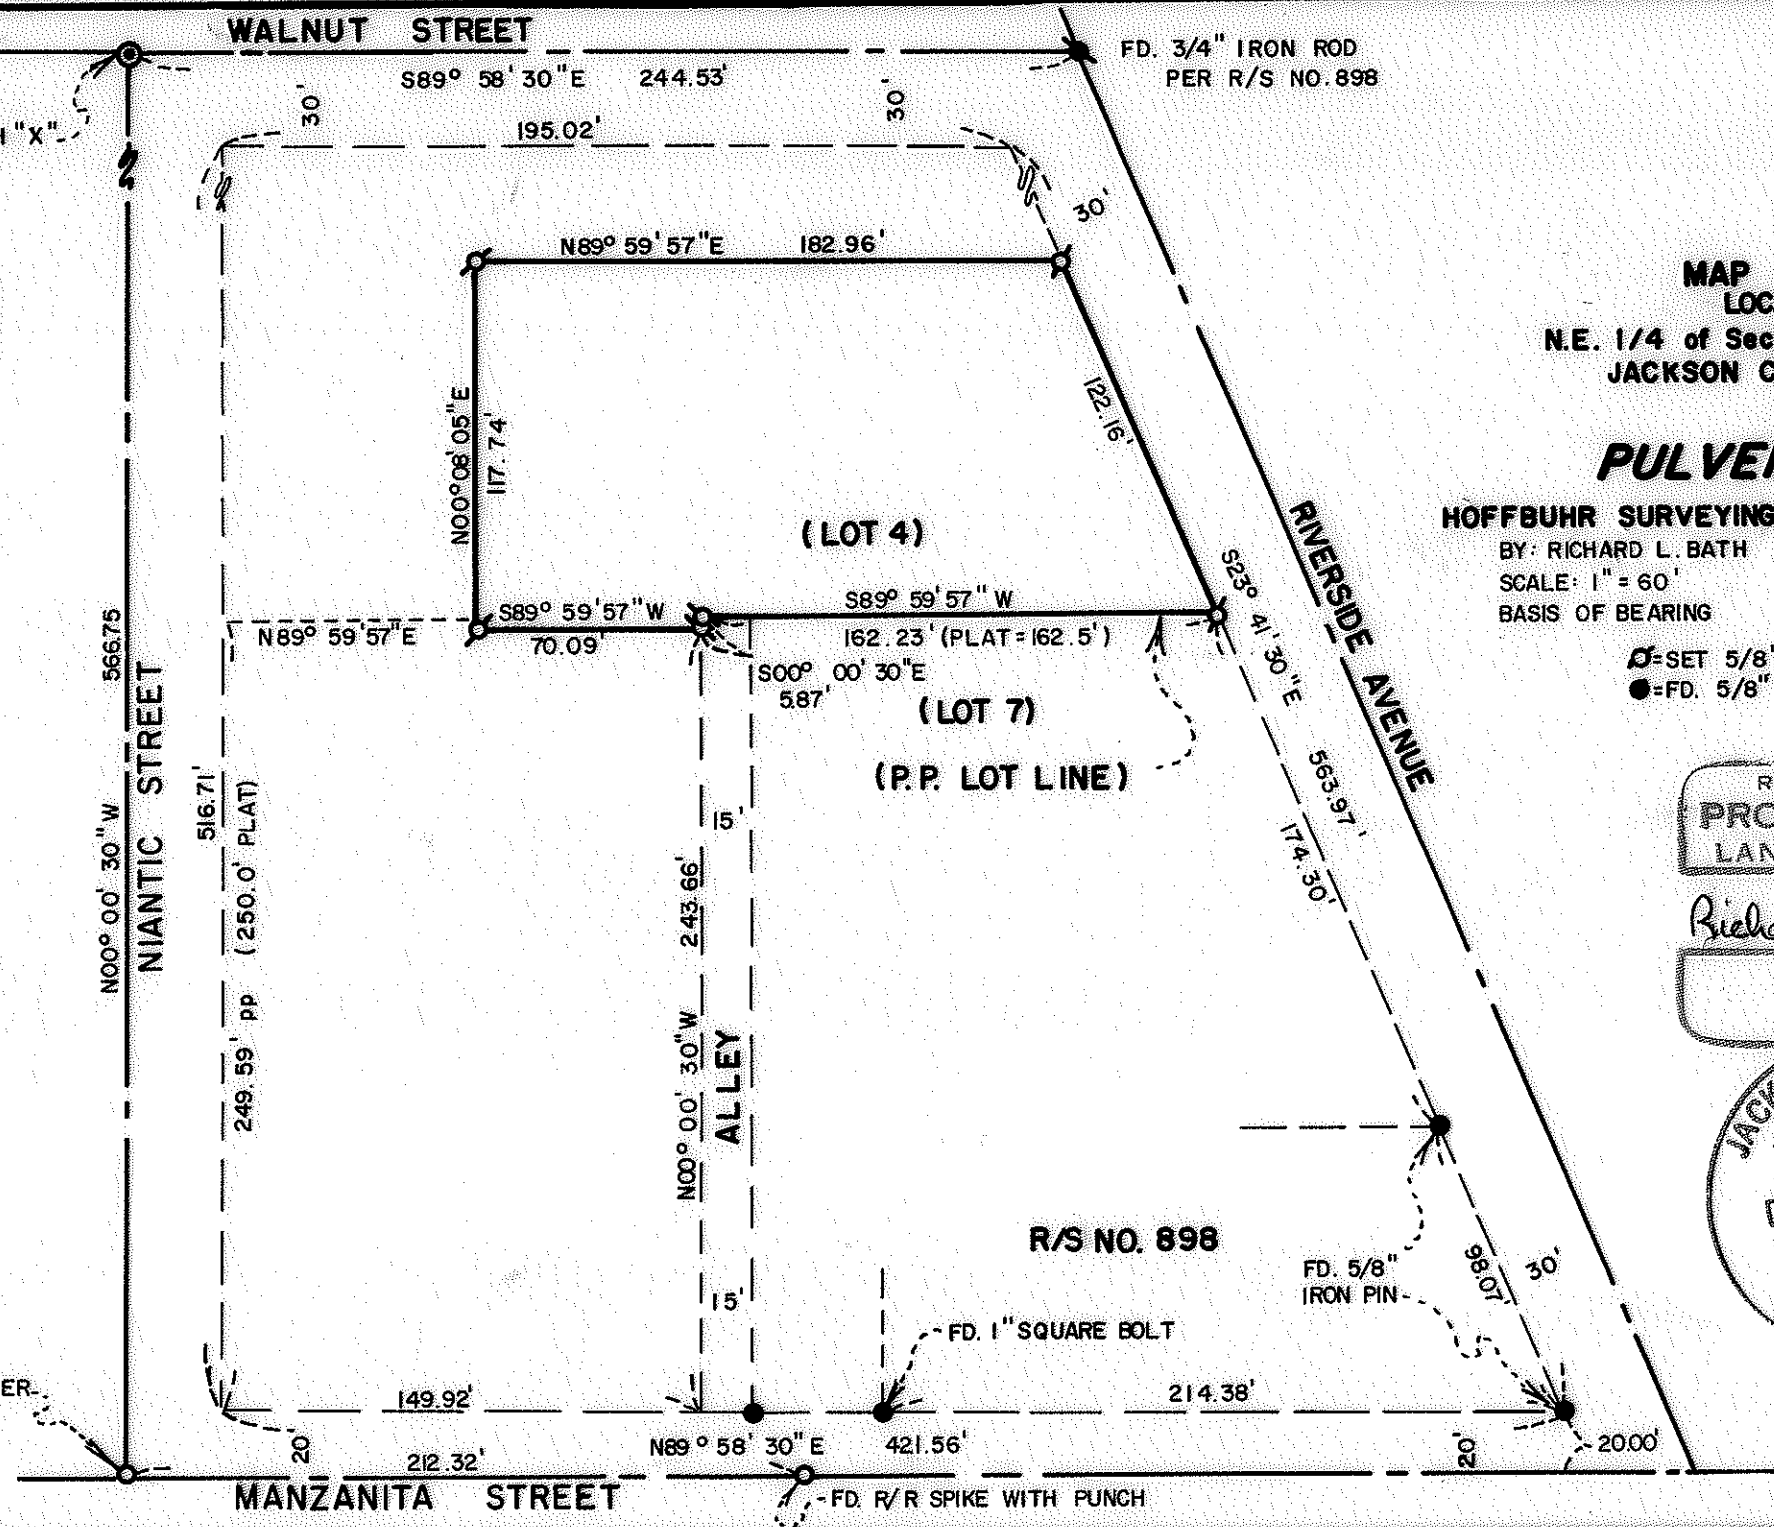 WALNUT STREET
S89° 58' 30"E 244.53'
FD. 3/4" IRON ROD
PER R/S NO. 898
30'
30'
"X"
195.02'
30'
N89° 59' 57"E 182.96'
MAP
N.E. 1/4 of Sec
JACKSON C
N00° 08' 05" E
117.74'
122.16'
(LOT 4)
HOFFBUHR SURVEYING
BY: RICHARD L. BATH
SCALE: 1" = 60'
BASIS OF BEARING
=SET 5/8"
=FD. 5/8"
RIVERSIDE AVENUE
S23° 41' 30"E
563.97'
174.30'
S89° 59' 57" W
70.09'
S89° 59' 57" W
162.23' (PLAT=162.5')
N89° 59' 57"E
S00° 00' 30"E
5.87'
(LOT 7)
(P.P. LOT LINE)
566.75
N00° 00' 30" W
NIANTIC STREET
516.71'
249.59' pp (250.0' PLAT)
15'
243.66'
N00° 00' 30" W
ALLEY
15'
R/S NO. 898
FD. 5/8"
IRON PIN
98.07'
30'
FD. 1" SQUARE BOLT
149.92'
214.38'
20'
212.32'
N89° 58' 30" E 421.56'
20'
20.00'
MANZANITA STREET
FD. R/R SPIKE WITH PUNCH